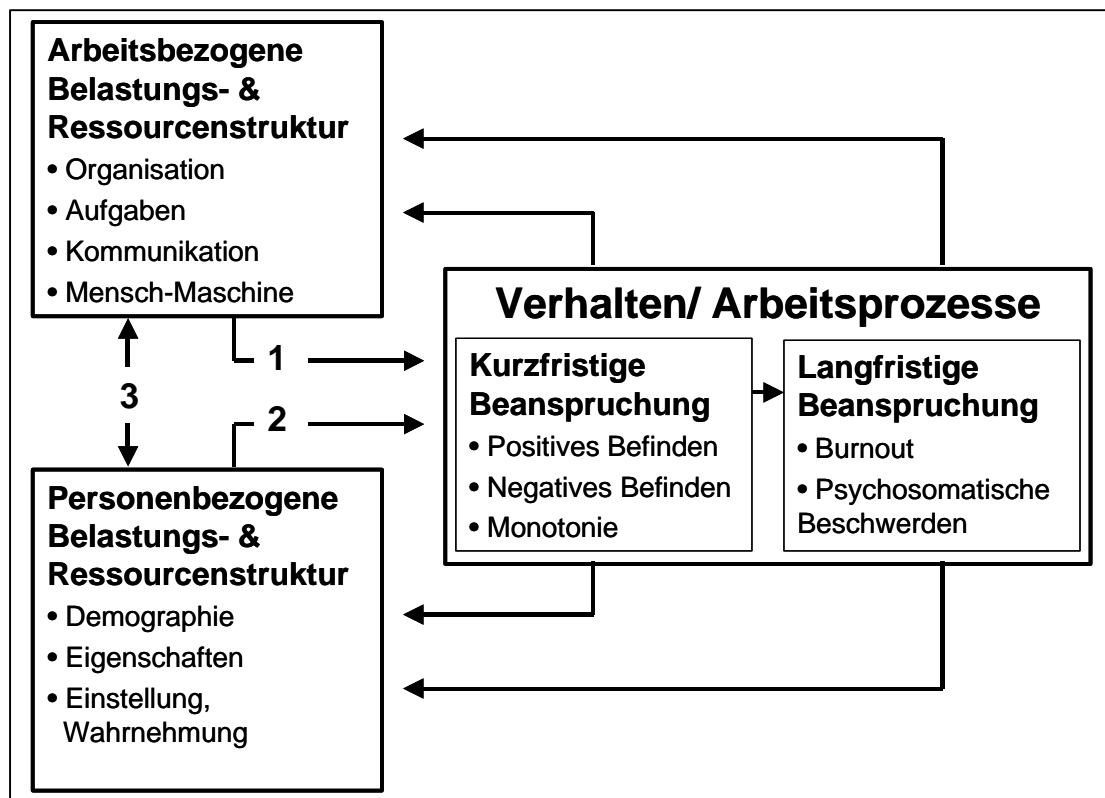 Arbeitsbezogene
Belastungs- &
Ressourcenstruktur
• Organisation
• Aufgaben
• Kommunikation
• Mensch-Maschine
1
3
2
Personenbezogene
Belastungs- &
Ressourcenstruktur
• Demographie
• Eigenschaften
• Einstellung,
Wahrnehmung
Verhalten/ Arbeitsprozesse
Kurzfristige
Beanspruchung
• Positives Befinden
• Negatives Befinden
• Monotonie
Langfristige
Beanspruchung
• Burnout
• Psychosomatische
Beschwerden